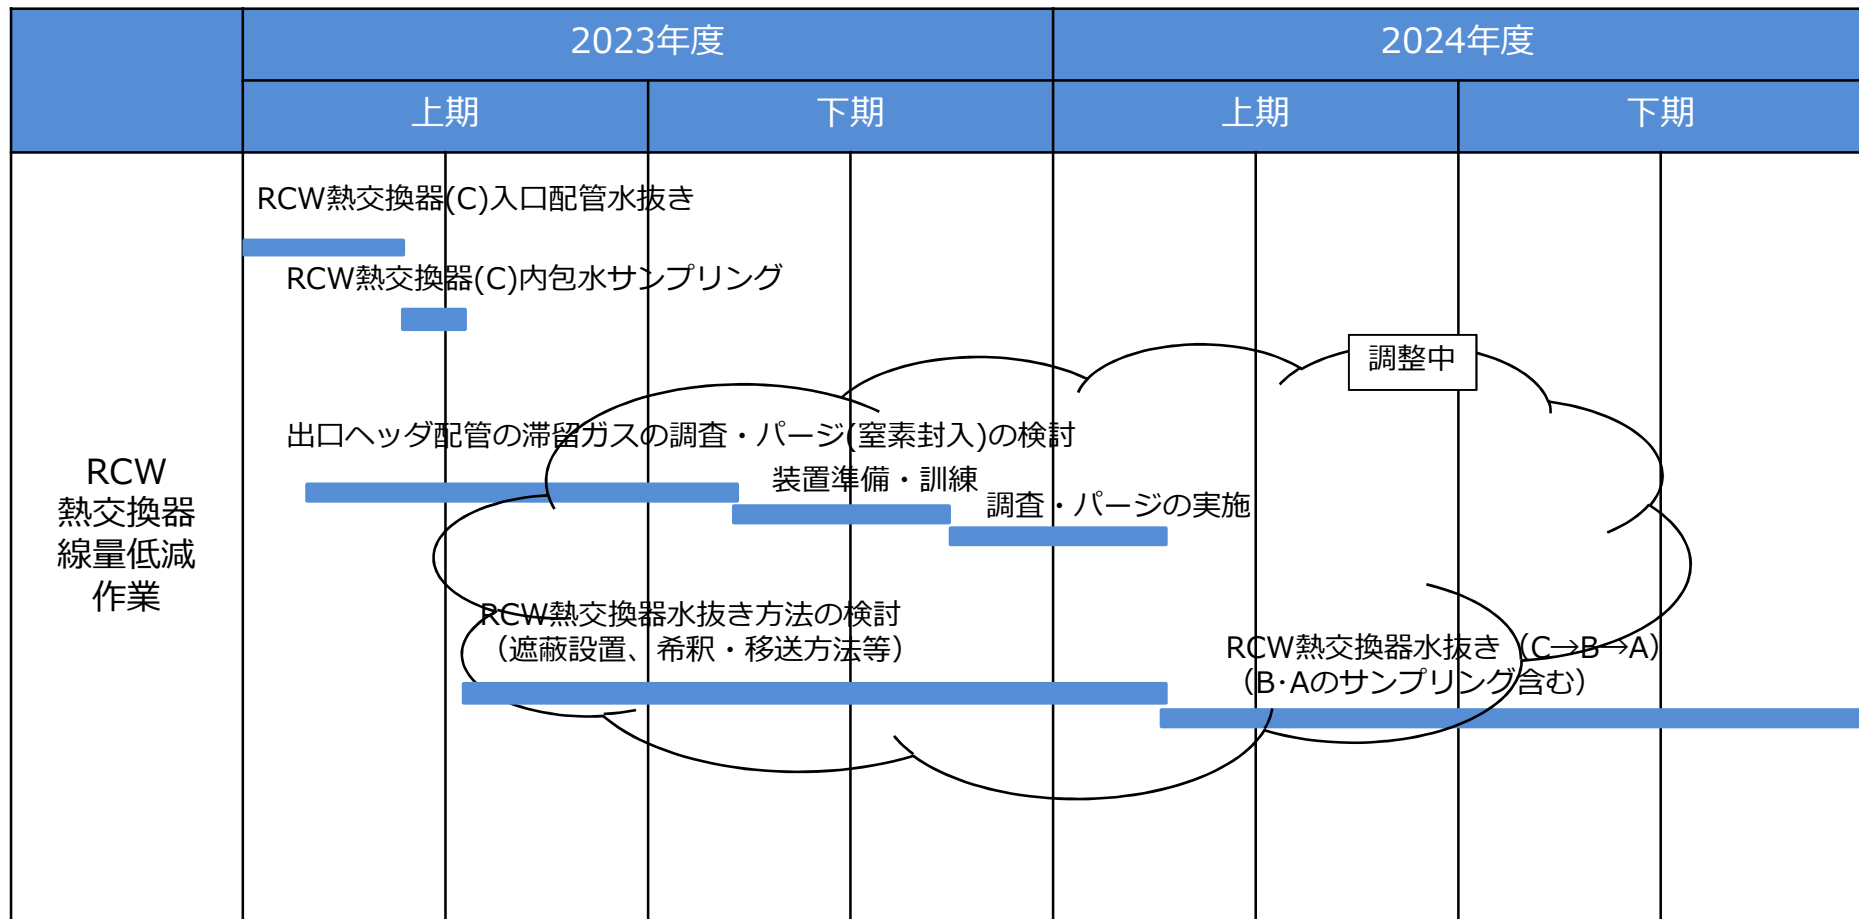 2023年度
2024年度
上期
下期
上期
下期
RCW熱交換器(C)入口配管水抜き
RCW熱交換器(C)内包水サンプリング
調整中
出口ヘッダ配管の滞留ガスの調査・パージ(窒素封入)の検討
装置準備・訓練
調査・パージの実施
RCW
熱交換器
線量低減
作業
RCW熱交換器水抜き方法の検討
（遮蔽設置、希釈・移送方法等）
RCW熱交換器水抜き（C→B→A）
（B･Aのサンプリング含む）